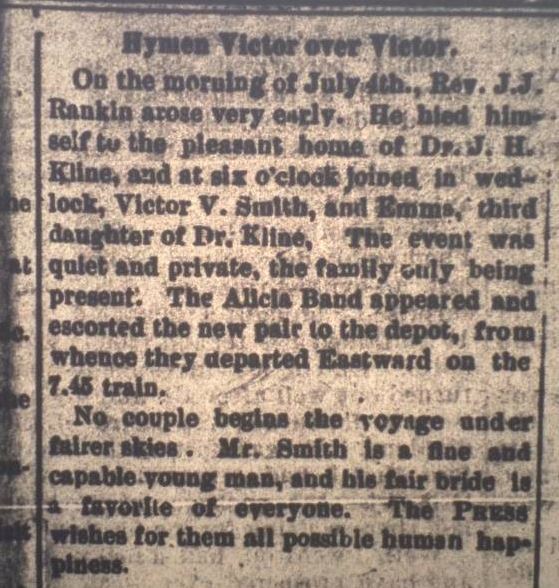 Hymen Victor over Victor.
On the morning of July 4th., Rev. J.J.
Rankin arose very early. He hied him-
self to the pleasant home of Dr. J. H.
Kline, and at six o'clock joined in wed-
lock, Victor V. Smith, and Emma, third
daughter of Dr. Kline, The event was
quiet and private, the family only being
present. The Alicia Band appeared and
escorted the new pair to the depot, from
whence they departed Eastward on the
7.45 train.
No couple begins the voyage under
fairer skies. Mr. Smith is a fine and
capable young man, and his fair bride is
a favorite of everyone. The PRESS
wishes for them all possible human hap-
piness.